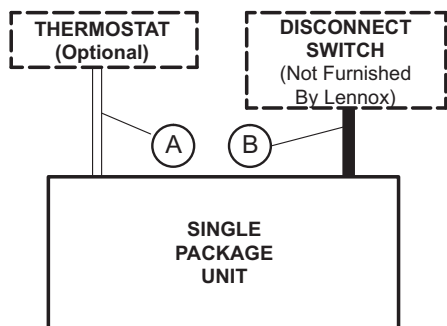 THERMOSTAT
(Optional)
DISCONNECT
SWITCH
(Not Furnished
By Lennox)
A
B
SINGLE
PACKAGE
UNIT